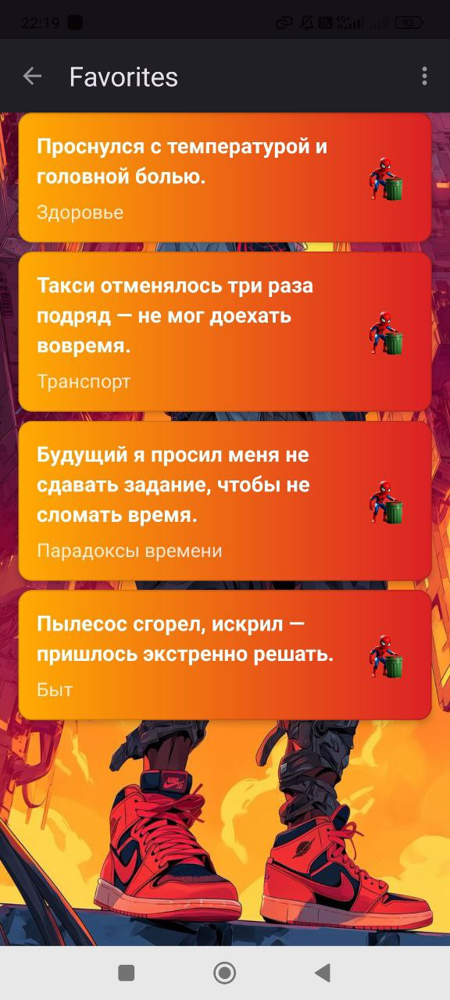 22:19
4G+
93
Favorites
Проснулся с температурой и
головной болью.
Здоровье
Такси отменялось три раза
подряд — не мог доехать
вовремя.
Транспорт
Будущий я просил меня не
сдавать задание, чтобы не
сломать время.
Парадоксы времени
Пылесос сгорел, искрил —
пришлось экстренно решать.
Быт